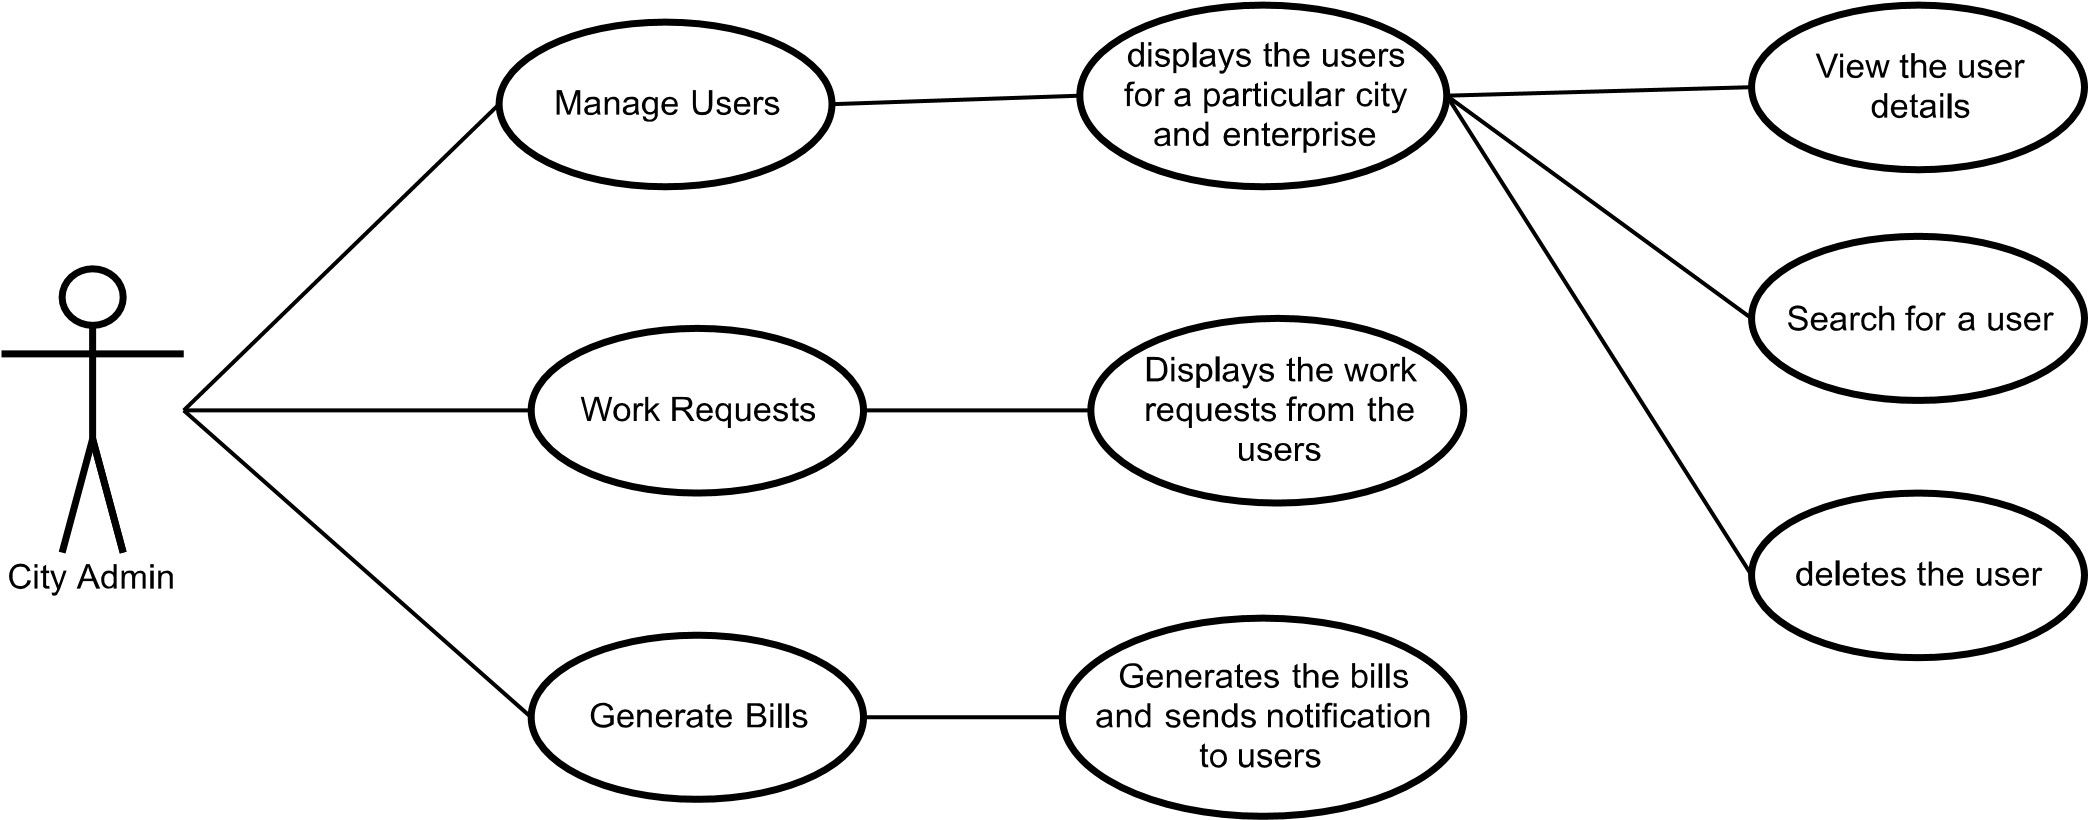 Manage Users
displays the users
for a particular city
and enterprise
View the user
details
Search for a user
deletes the user
City Admin
Work Requests
Displays the work
requests from the
users
Generate Bills
Generates the bills
and sends notification
to users